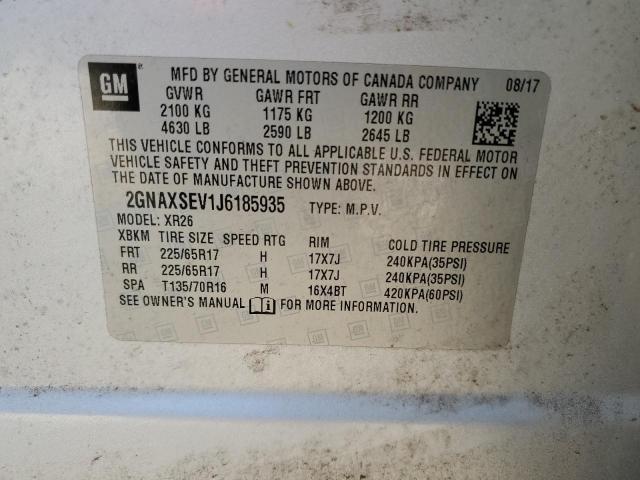 GM
MFD BY GENERAL MOTORS OF CANADA COMPANY 08/17
GVWR GAWR FRT GAWR RR
2100 KG 1175 KG 1200 KG
4630 LB 2590 LB 2645 LB
THIS VEHICLE CONFORMS TO ALL APPLICABLE U.S. FEDERAL MOTOR
VEHICLE SAFETY AND THEFT PREVENTION STANDARDS IN EFFECT ON
THE DATE OF MANUFACTURE SHOWN ABOVE.
2GNAXSEV1J6185935 TYPE: M.P.V.
MODEL: XR26
XBKM TIRE SIZE SPEED RTG RIM COLD TIRE PRESSURE
FRT 225/65R17 H 17X7J 240KPA(35PSI)
RR 225/65R17 H 17X7J 240KPA(35PSI)
SPA T135/70R16 M 16X4BT 420KPA(60PSI)
SEE OWNER'S MANUAL FOR MORE INFORMATION.